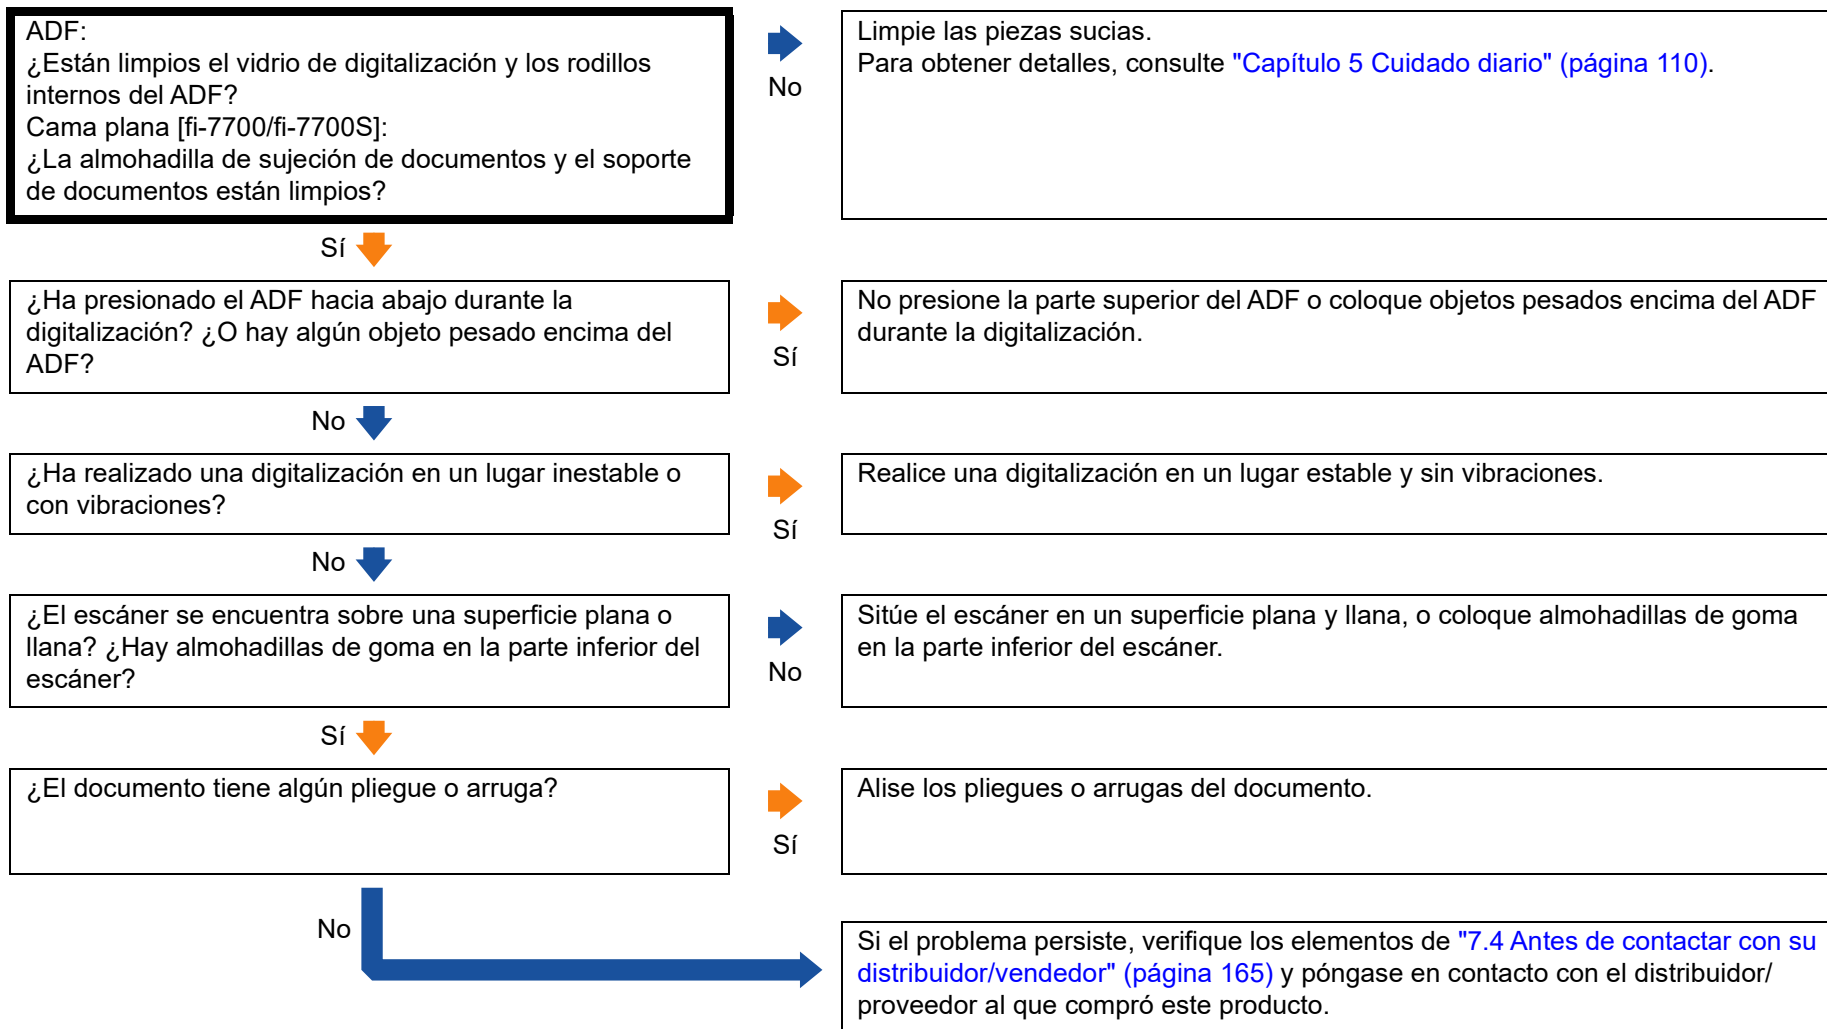 ADF:
¿Están limpios el vidrio de digitalización y los rodillos
internos del ADF?
Cama plana [fi-7700/fi-7700S]:
¿La almohadilla de sujeción de documentos y el soporte
de documentos están limpios?
No
Limpie las piezas sucias.
Para obtener detalles, consulte "Capítulo 5 Cuidado diario" (página 110).
Sí
¿Ha presionado el ADF hacia abajo durante la
digitalización? ¿O hay algún objeto pesado encima del
ADF?
Sí
No presione la parte superior del ADF o coloque objetos pesados encima del ADF
durante la digitalización.
No
¿Ha realizado una digitalización en un lugar inestable o
con vibraciones?
Sí
Realice una digitalización en un lugar estable y sin vibraciones.
No
¿El escáner se encuentra sobre una superficie plana o
llana? ¿Hay almohadillas de goma en la parte inferior del
escáner?
No
Sitúe el escáner en un superficie plana y llana, o coloque almohadillas de goma
en la parte inferior del escáner.
Sí
¿El documento tiene algún pliegue o arruga?
Sí
Alise los pliegues o arrugas del documento.
No
Si el problema persiste, verifique los elementos de "7.4 Antes de contactar con su
distribuidor/vendedor" (página 165) y póngase en contacto con el distribuidor/
proveedor al que compró este producto.